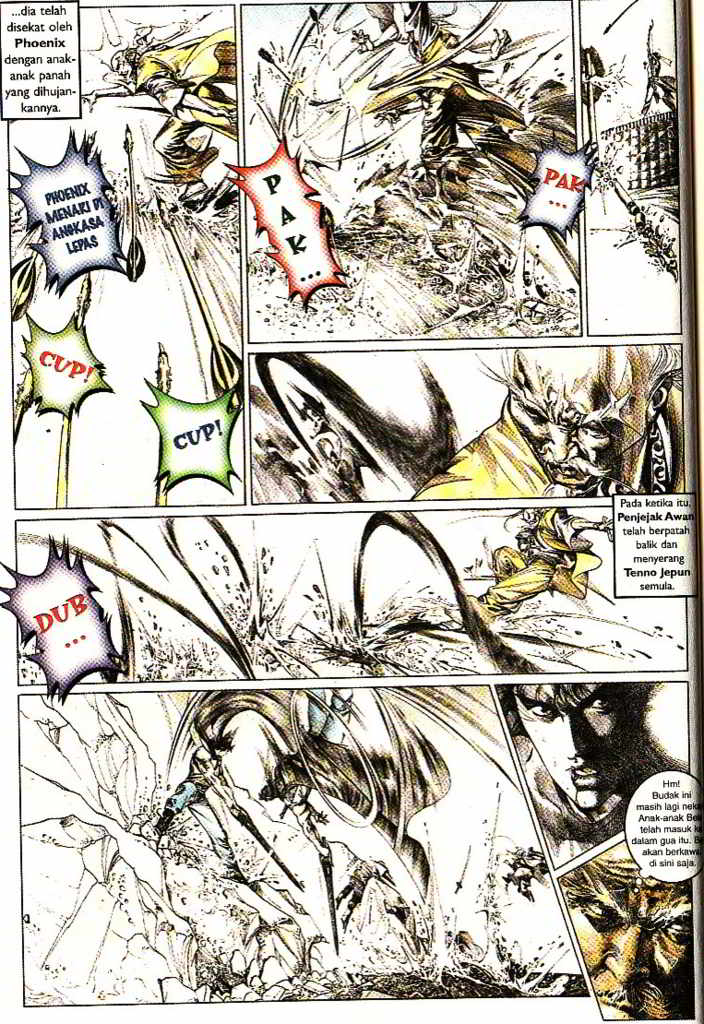 ...dia telah
disekat oleh
Phoenix
dengan anak-
anak panah
yang dihujan-
kannya.
PHOENIX
MENARI DI
ANGKASA
LEPAS
PAK...
PAK
...
CUP!
CUP!
Pada ketika itu,
Penjejak Awan
telah berpatah
balik dan
menyerang
Tenno Jepun
semula.
DUB
...
Hm!
Budak ini
masih lagi
Anak-anak
telah masuk
dalam gua itu.
akan
di sini saja.